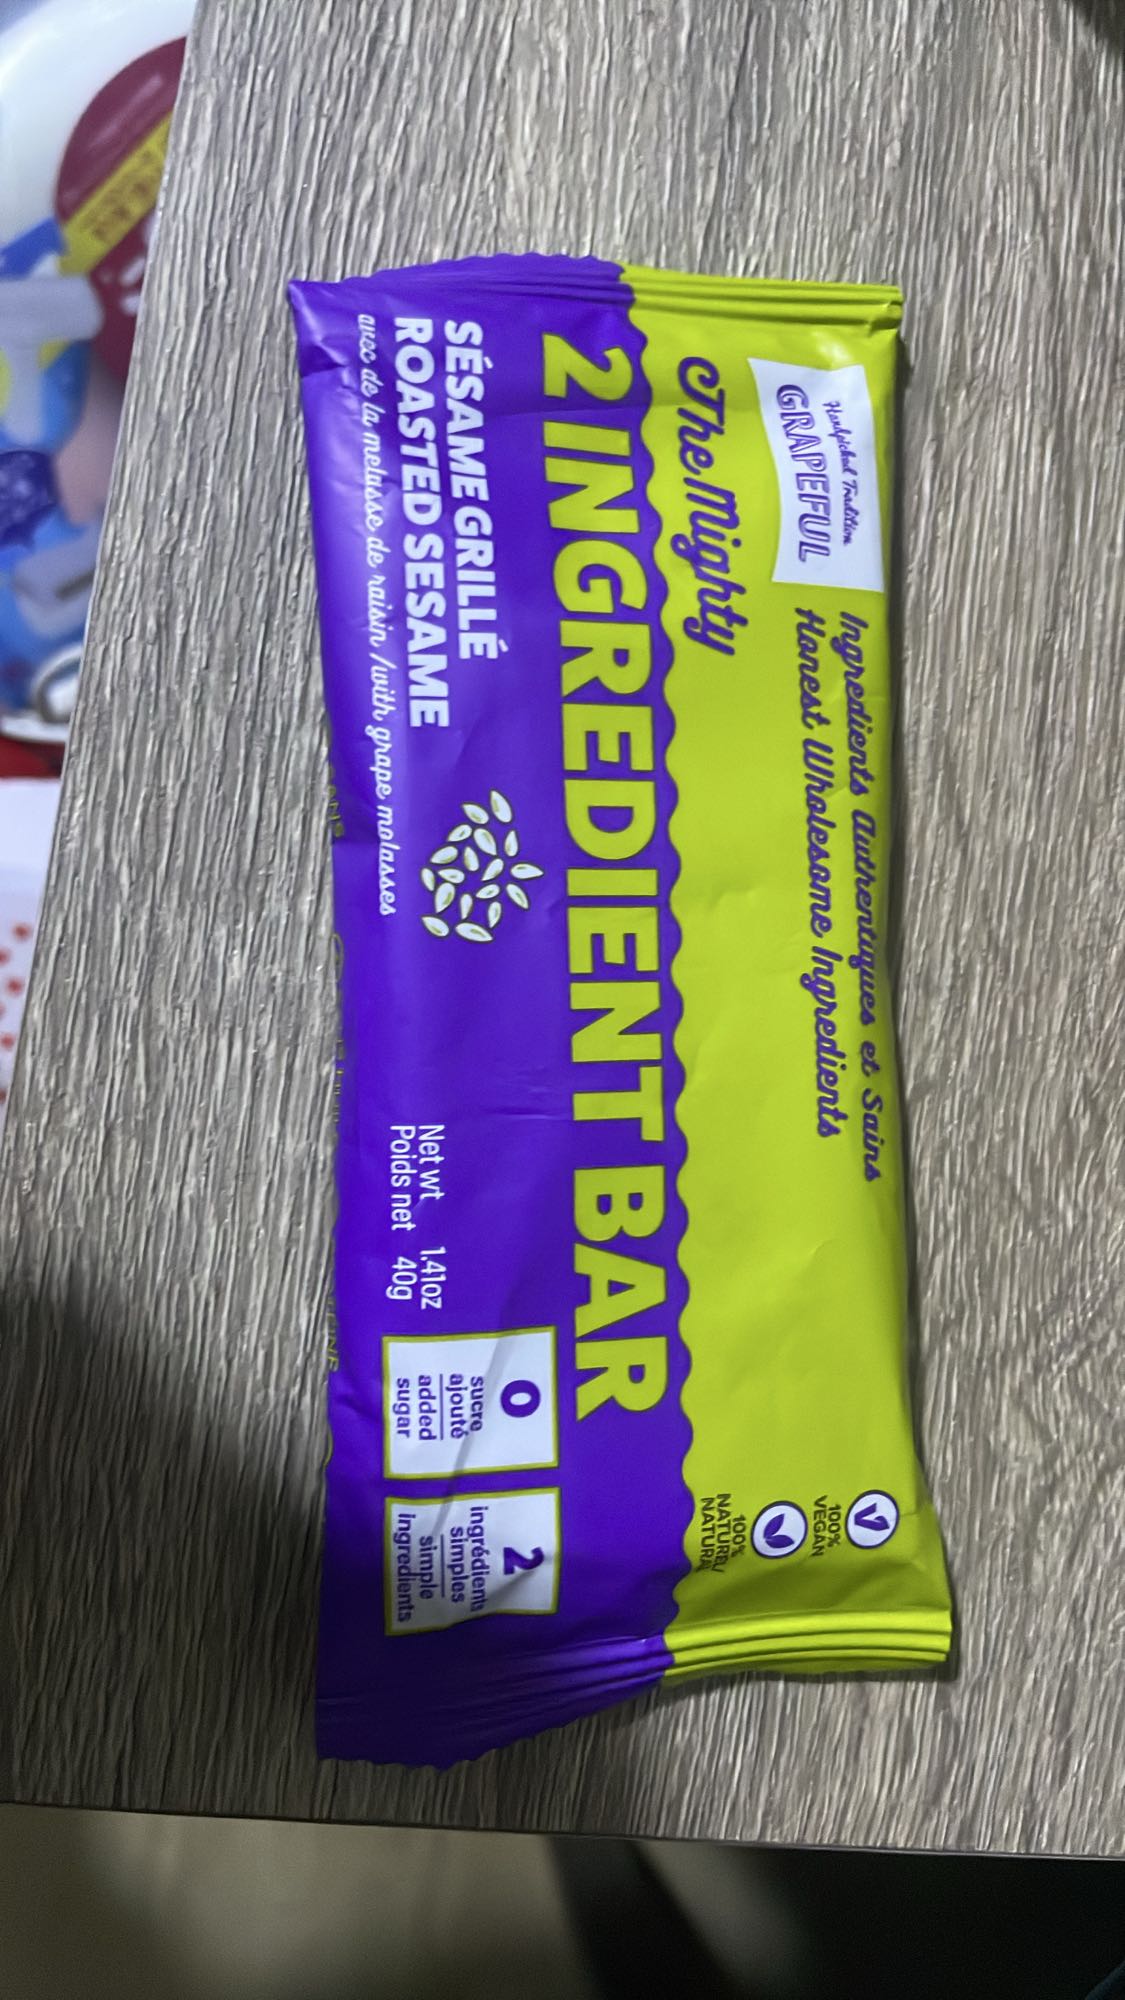 Handpicked Tradition
GRAPEFUL
Ingredients Authentiques et Sains
Honest Wholesome Ingredients
The Mighty
2 INGREDIENT BAR
SÉSAME GRILLÉ
ROASTED SESAME
avec de la melasse de raisin /with grape molasses
Net wt 1,41oz
Poids net 40g
0
sucre
ajouté
added
sugar
2
ingrédients
simples
simple
ingredients
100%
VEGAN
100%
NATUREL/
NATURAL